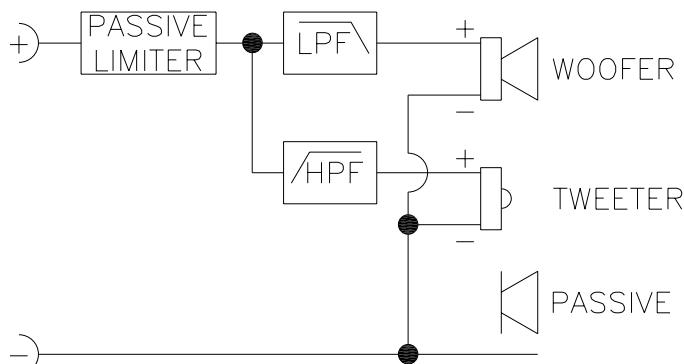 +
PASSIVE
LIMITER
LPF
+
WOOFER
−
HPF
+
TWEETER
−
PASSIVE
−